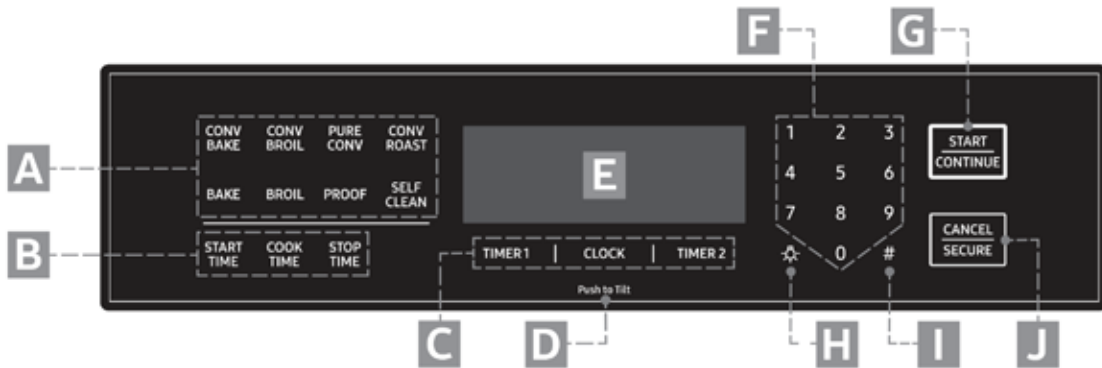 F
G
CONV BAKE
CONV BROIL
PURE CONV
CONV ROAST
1 2 3
START
CONTINUE
A
E
4 5 6
BAKE
BROIL
PROOF
SELF CLEAN
7 8 9
CANCEL
SECURE
B
START TIME
COOK TIME
STOP TIME
TIMER 1 | CLOCK | TIMER 2
0 #
Push to Tilt
C
D
H
I
J